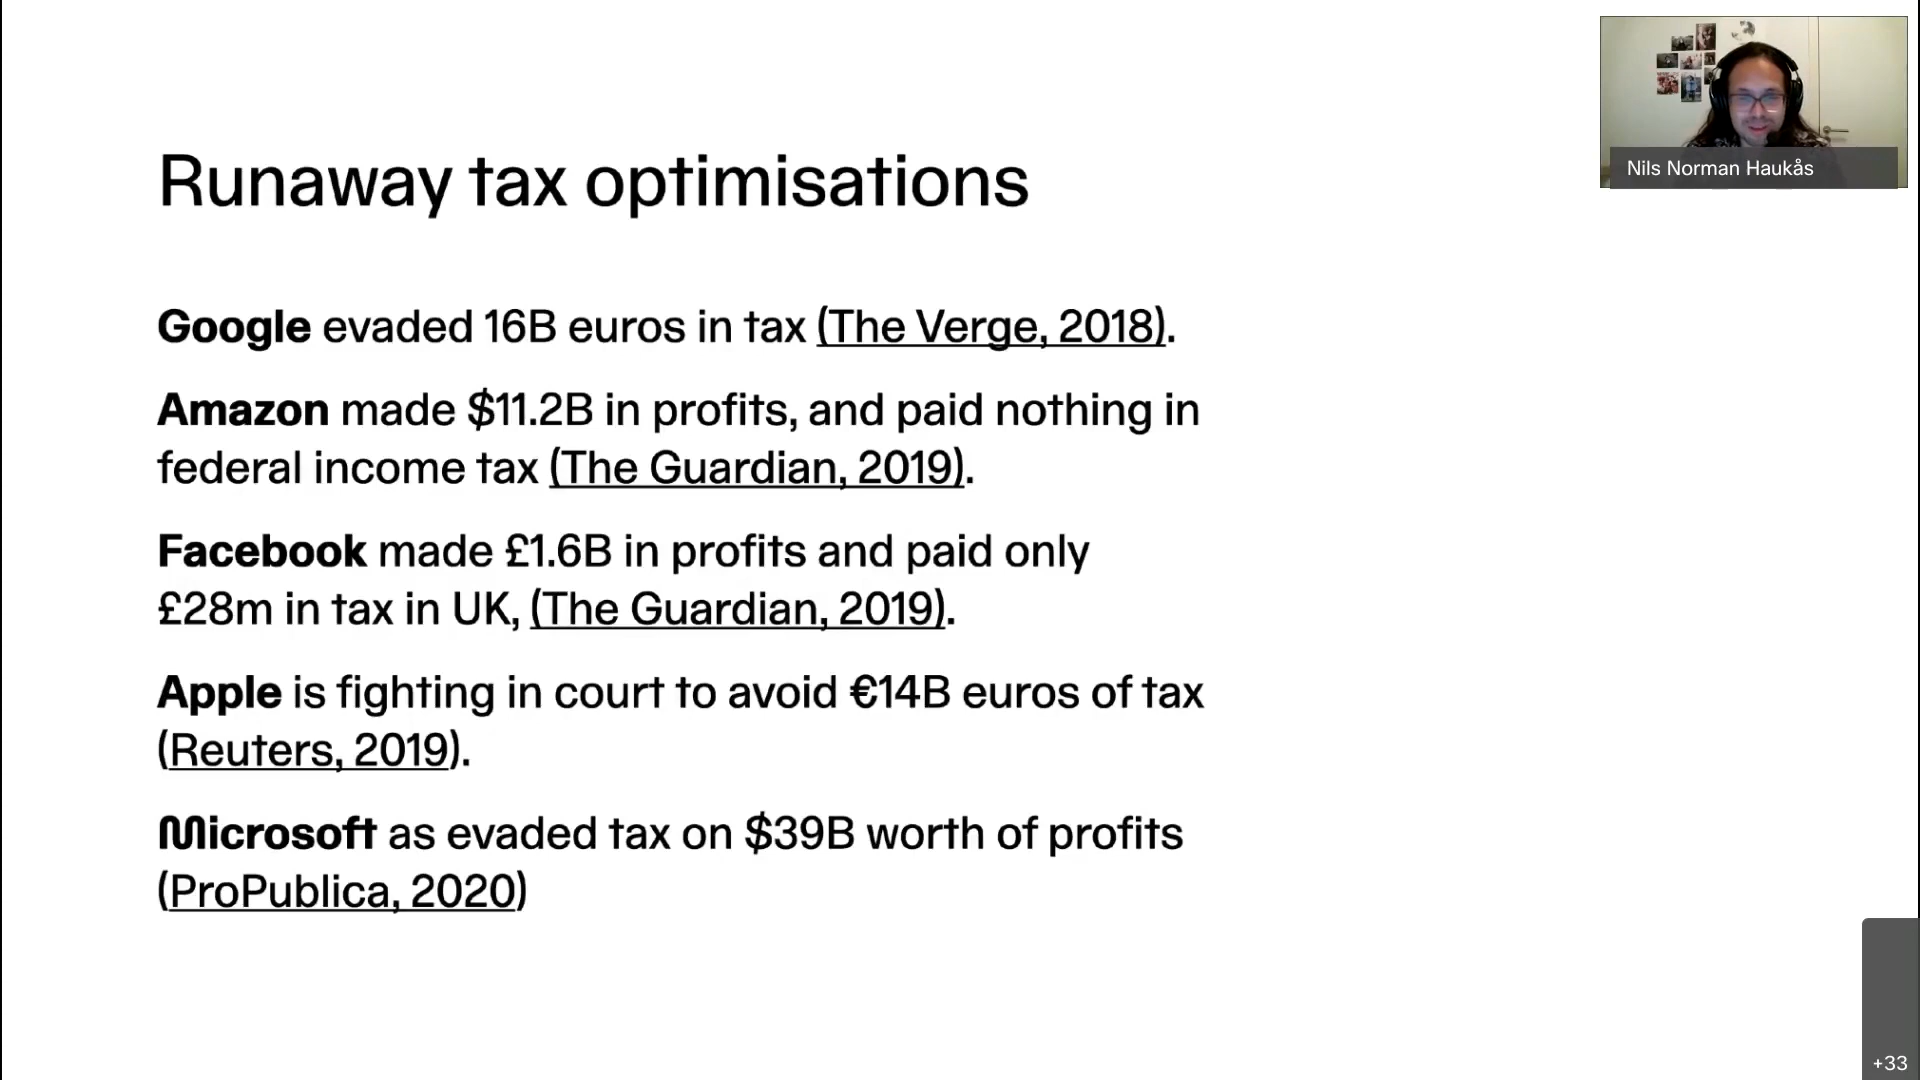 Runaway tax optimisations
Nils Norman Haukås
Google evaded 16B euros in tax (The Verge, 2018).
Amazon made $11.2B in profits, and paid nothing in
federal income tax (The Guardian, 2019).
Facebook made £1.6B in profits and paid only
£28m in tax in UK, (The Guardian, 2019).
Apple is fighting in court to avoid €14B euros of tax
(Reuters, 2019).
Microsoft as evaded tax on $39B worth of profits
(ProPublica, 2020)
+33